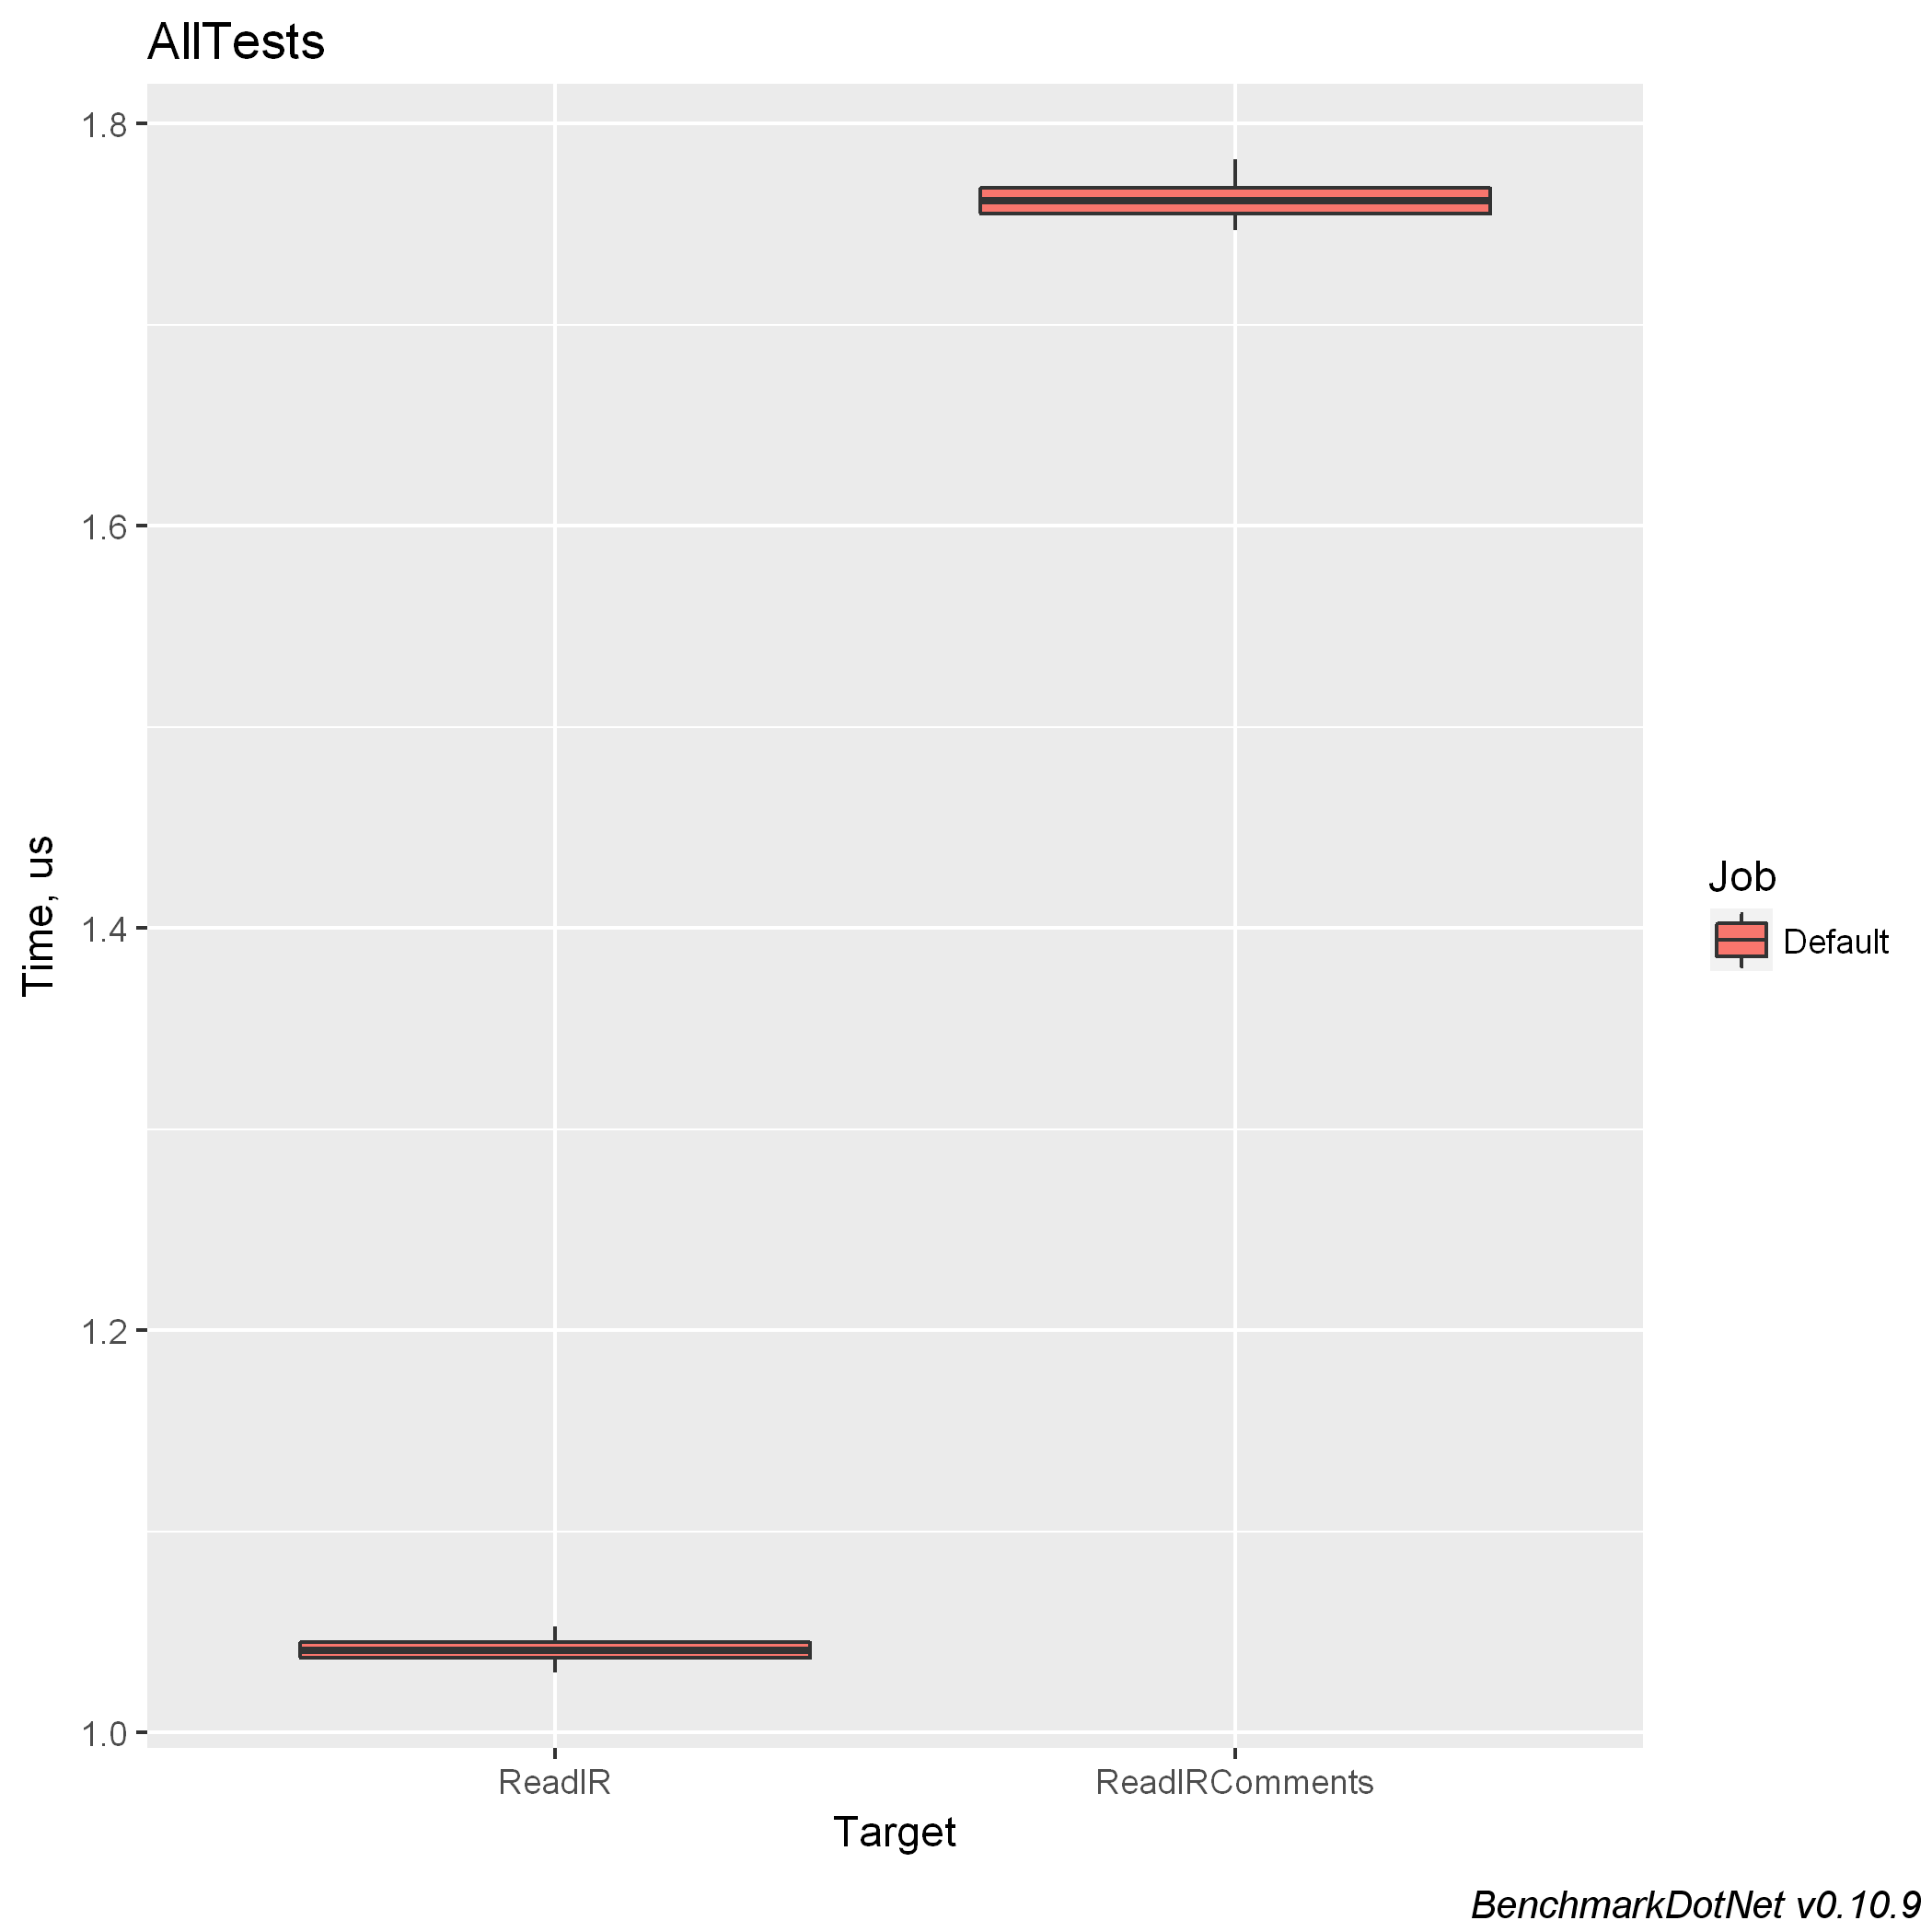 AllTests
1.8
1.6
1.4
1.2
1.0
Time, us
ReadIR
ReadIRComments
Target
Job
Default
BenchmarkDotNet v0.10.9